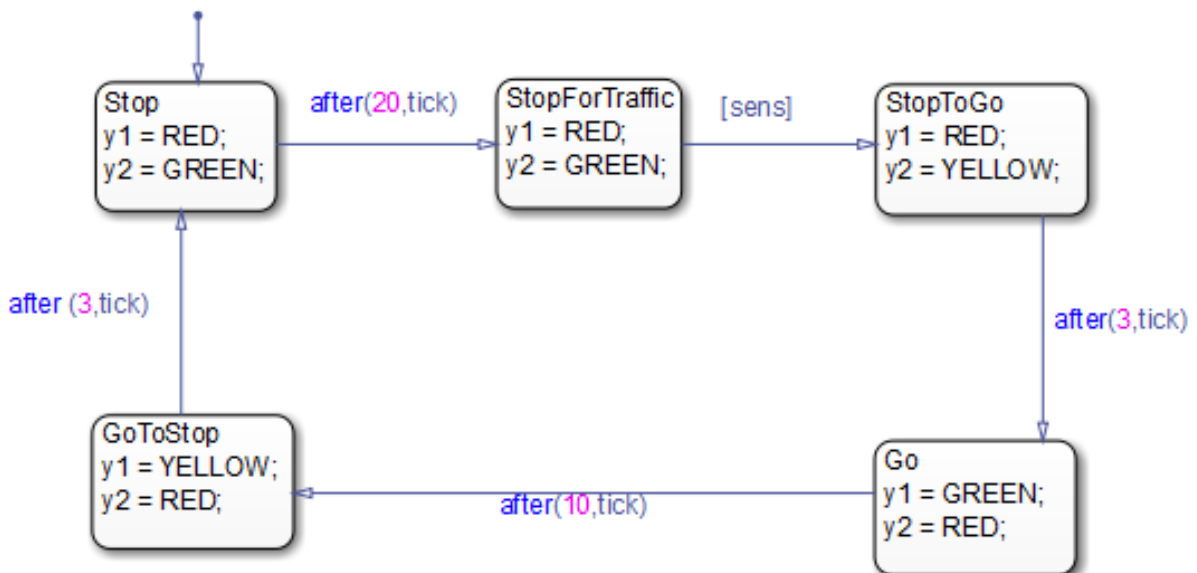 Stop
y1 = RED;
y2 = GREEN;
after(20,tick)
StopForTraffic
y1 = RED;
y2 = GREEN;
[sens]
StopToGo
y1 = RED;
y2 = YELLOW;
after(3,tick)
Go
y1 = GREEN;
y2 = RED;
after(10,tick)
GoToStop
y1 = YELLOW;
y2 = RED;
after (3,tick)